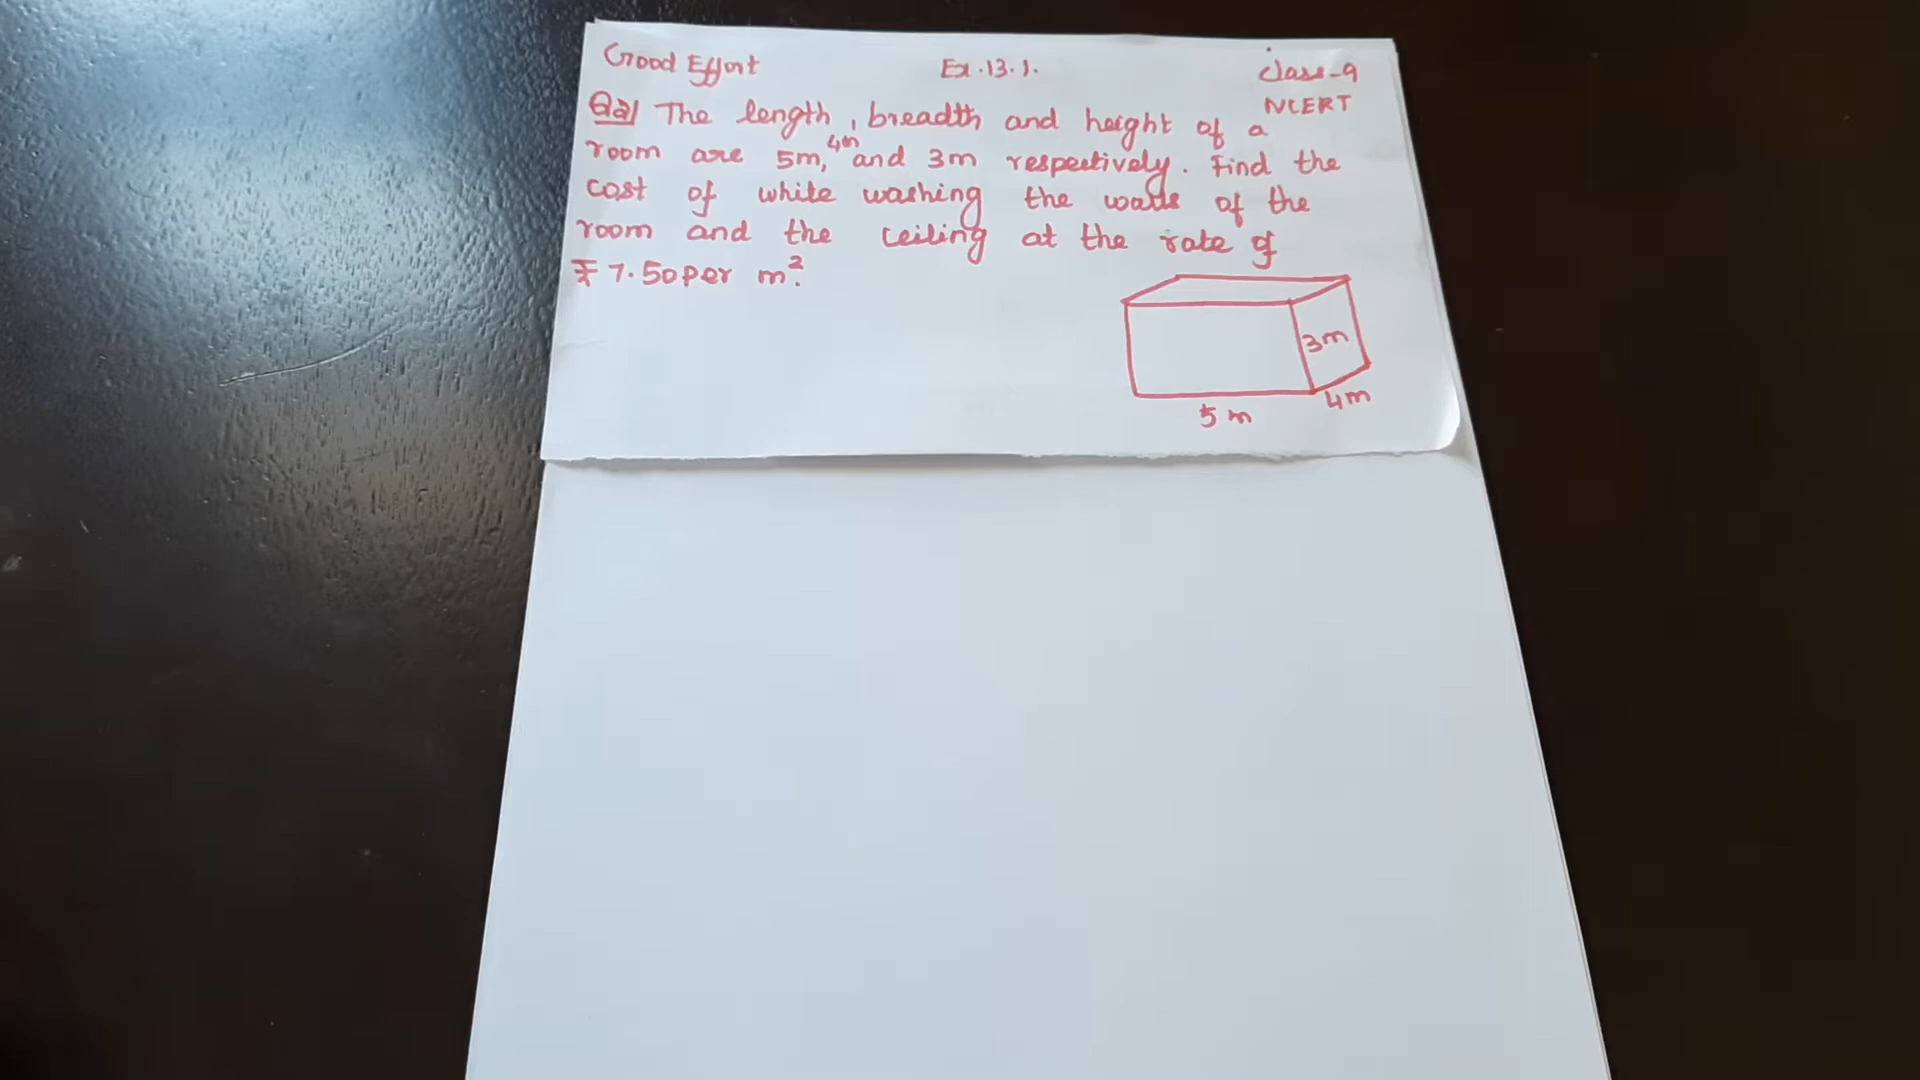 Good Effort Ex.13.1. Class-9
NCERT
Q2) The length, breadth and height of a
room are 5m, 4m and 3m respectively. Find the
cost of white washing the walls of the
room and the ceiling at the rate of
₹ 7.50 per m².
3m
4m
5 m